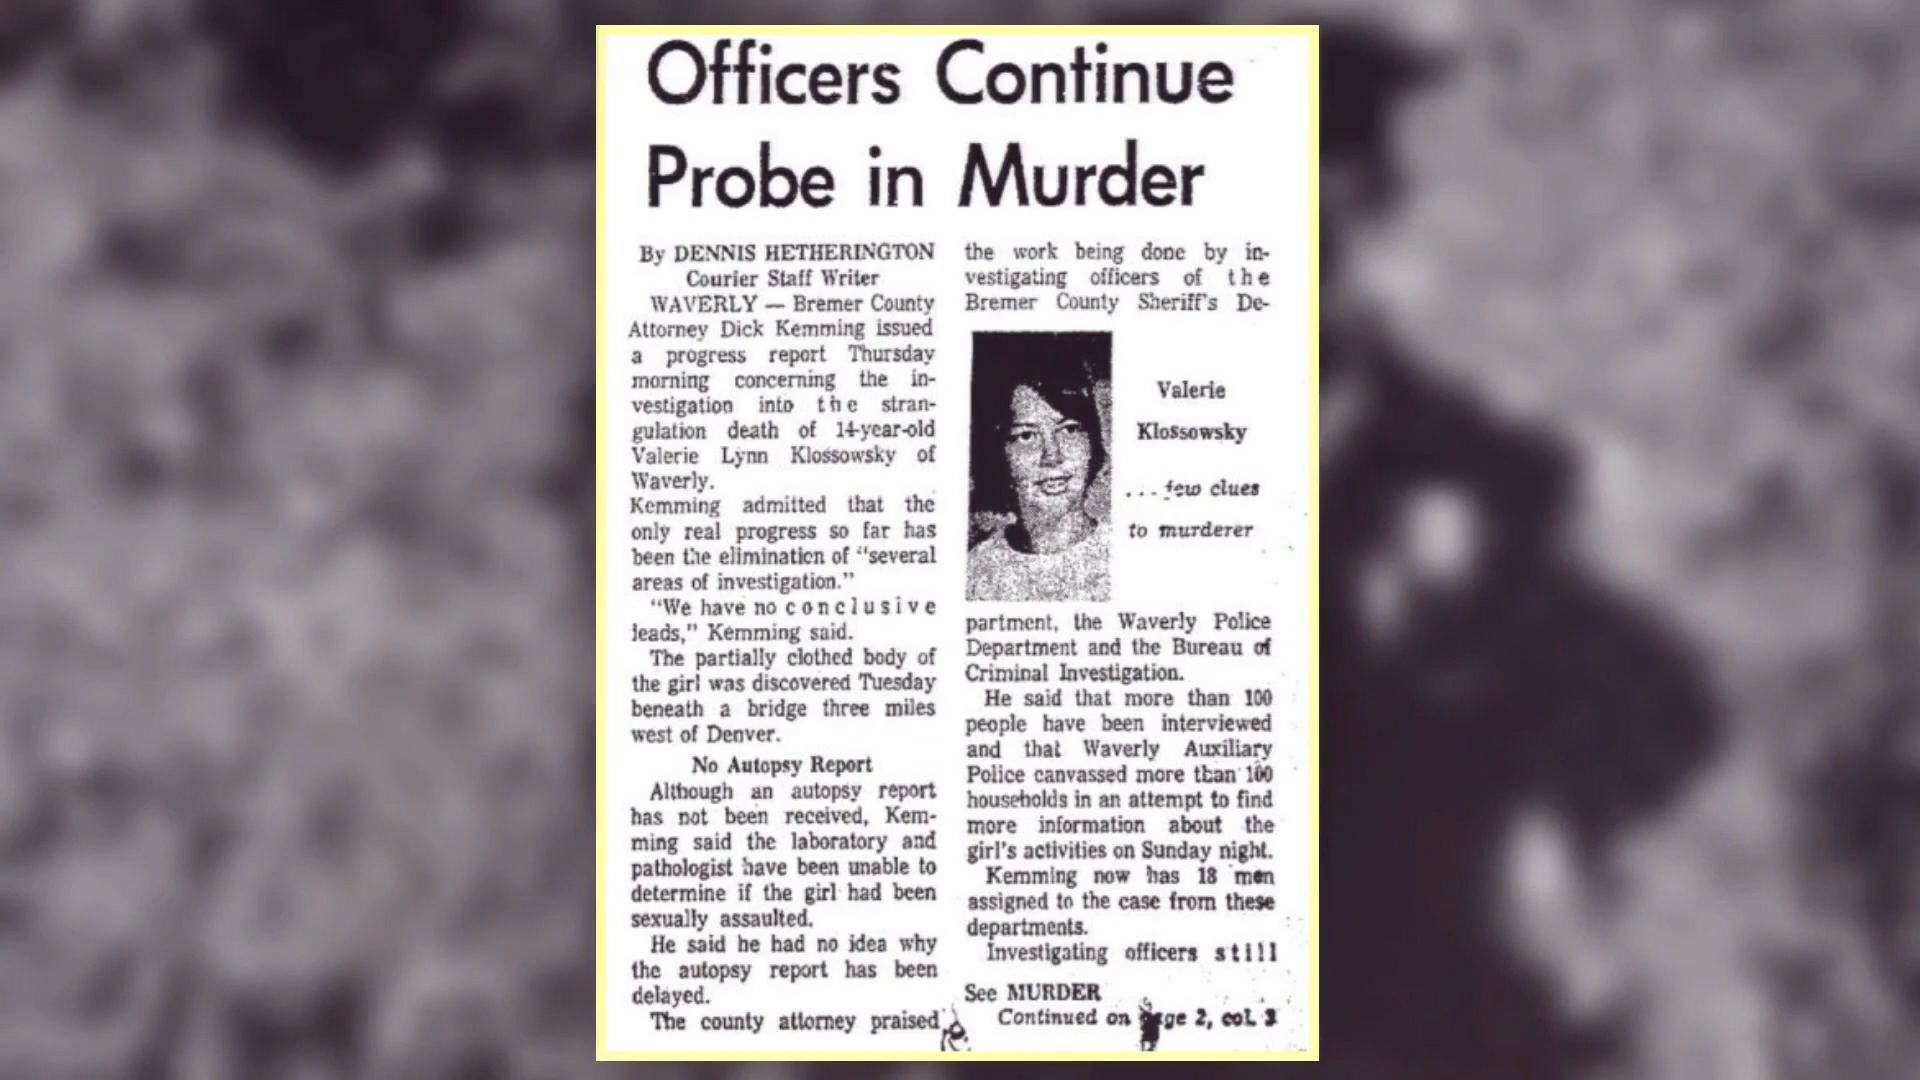 Officers Continue
Probe in Murder
By DENNIS HETHERINGTON
Courier Staff Writer
WAVERLY — Bremer County
Attorney Dick Kemming issued
a progress report Thursday
morning concerning the in-
vestigation into the stran-
gulation death of 14-year-old
Valerie Lynn Klossowsky of
Waverly.
Kemming admitted that the
only real progress so far has
been the elimination of "several
areas of investigation."
"We have no conclusive
leads," Kemming said.
The partially clothed body of
the girl was discovered Tuesday
beneath a bridge three miles
west of Denver.
No Autopsy Report
Although an autopsy report
has not been received, Kem-
ming said the laboratory and
pathologist have been unable to
determine if the girl had been
sexually assaulted.
He said he had no idea why
the autopsy report has been
delayed.
The county attorney praised
the work being done by in-
vestigating officers of the
Bremer County Sheriff's De-
Valerie
Klossowsky
... few clues
to murderer
partment, the Waverly Police
Department and the Bureau of
Criminal Investigation.
He said that more than 100
people have been interviewed
and that Waverly Auxiliary
Police canvassed more than 100
households in an attempt to find
more information about the
girl's activities on Sunday night.
Kemming now has 18 men
assigned to the case from these
departments.
Investigating officers still
See MURDER
Continued on page 2, col. 3